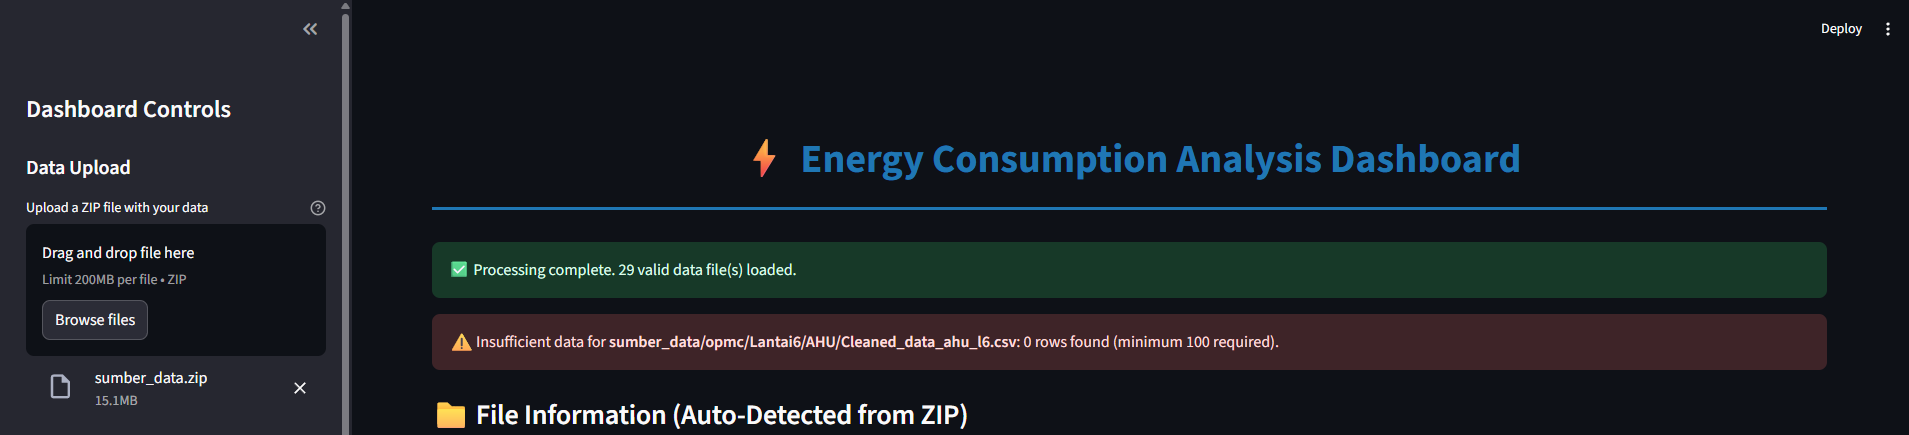 Dashboard Controls
Data Upload
Upload a ZIP file with your data
Drag and drop file here
Limit 200MB per file • ZIP
Browse files
sumber_data.zip
15.1MB
Deploy
Energy Consumption Analysis Dashboard
Processing complete. 29 valid data file(s) loaded.
Insufficient data for sumber_data/opmc/Lantai6/AHU/Cleaned_data_ahu_l6.csv: 0 rows found (minimum 100 required).
File Information (Auto-Detected from ZIP)